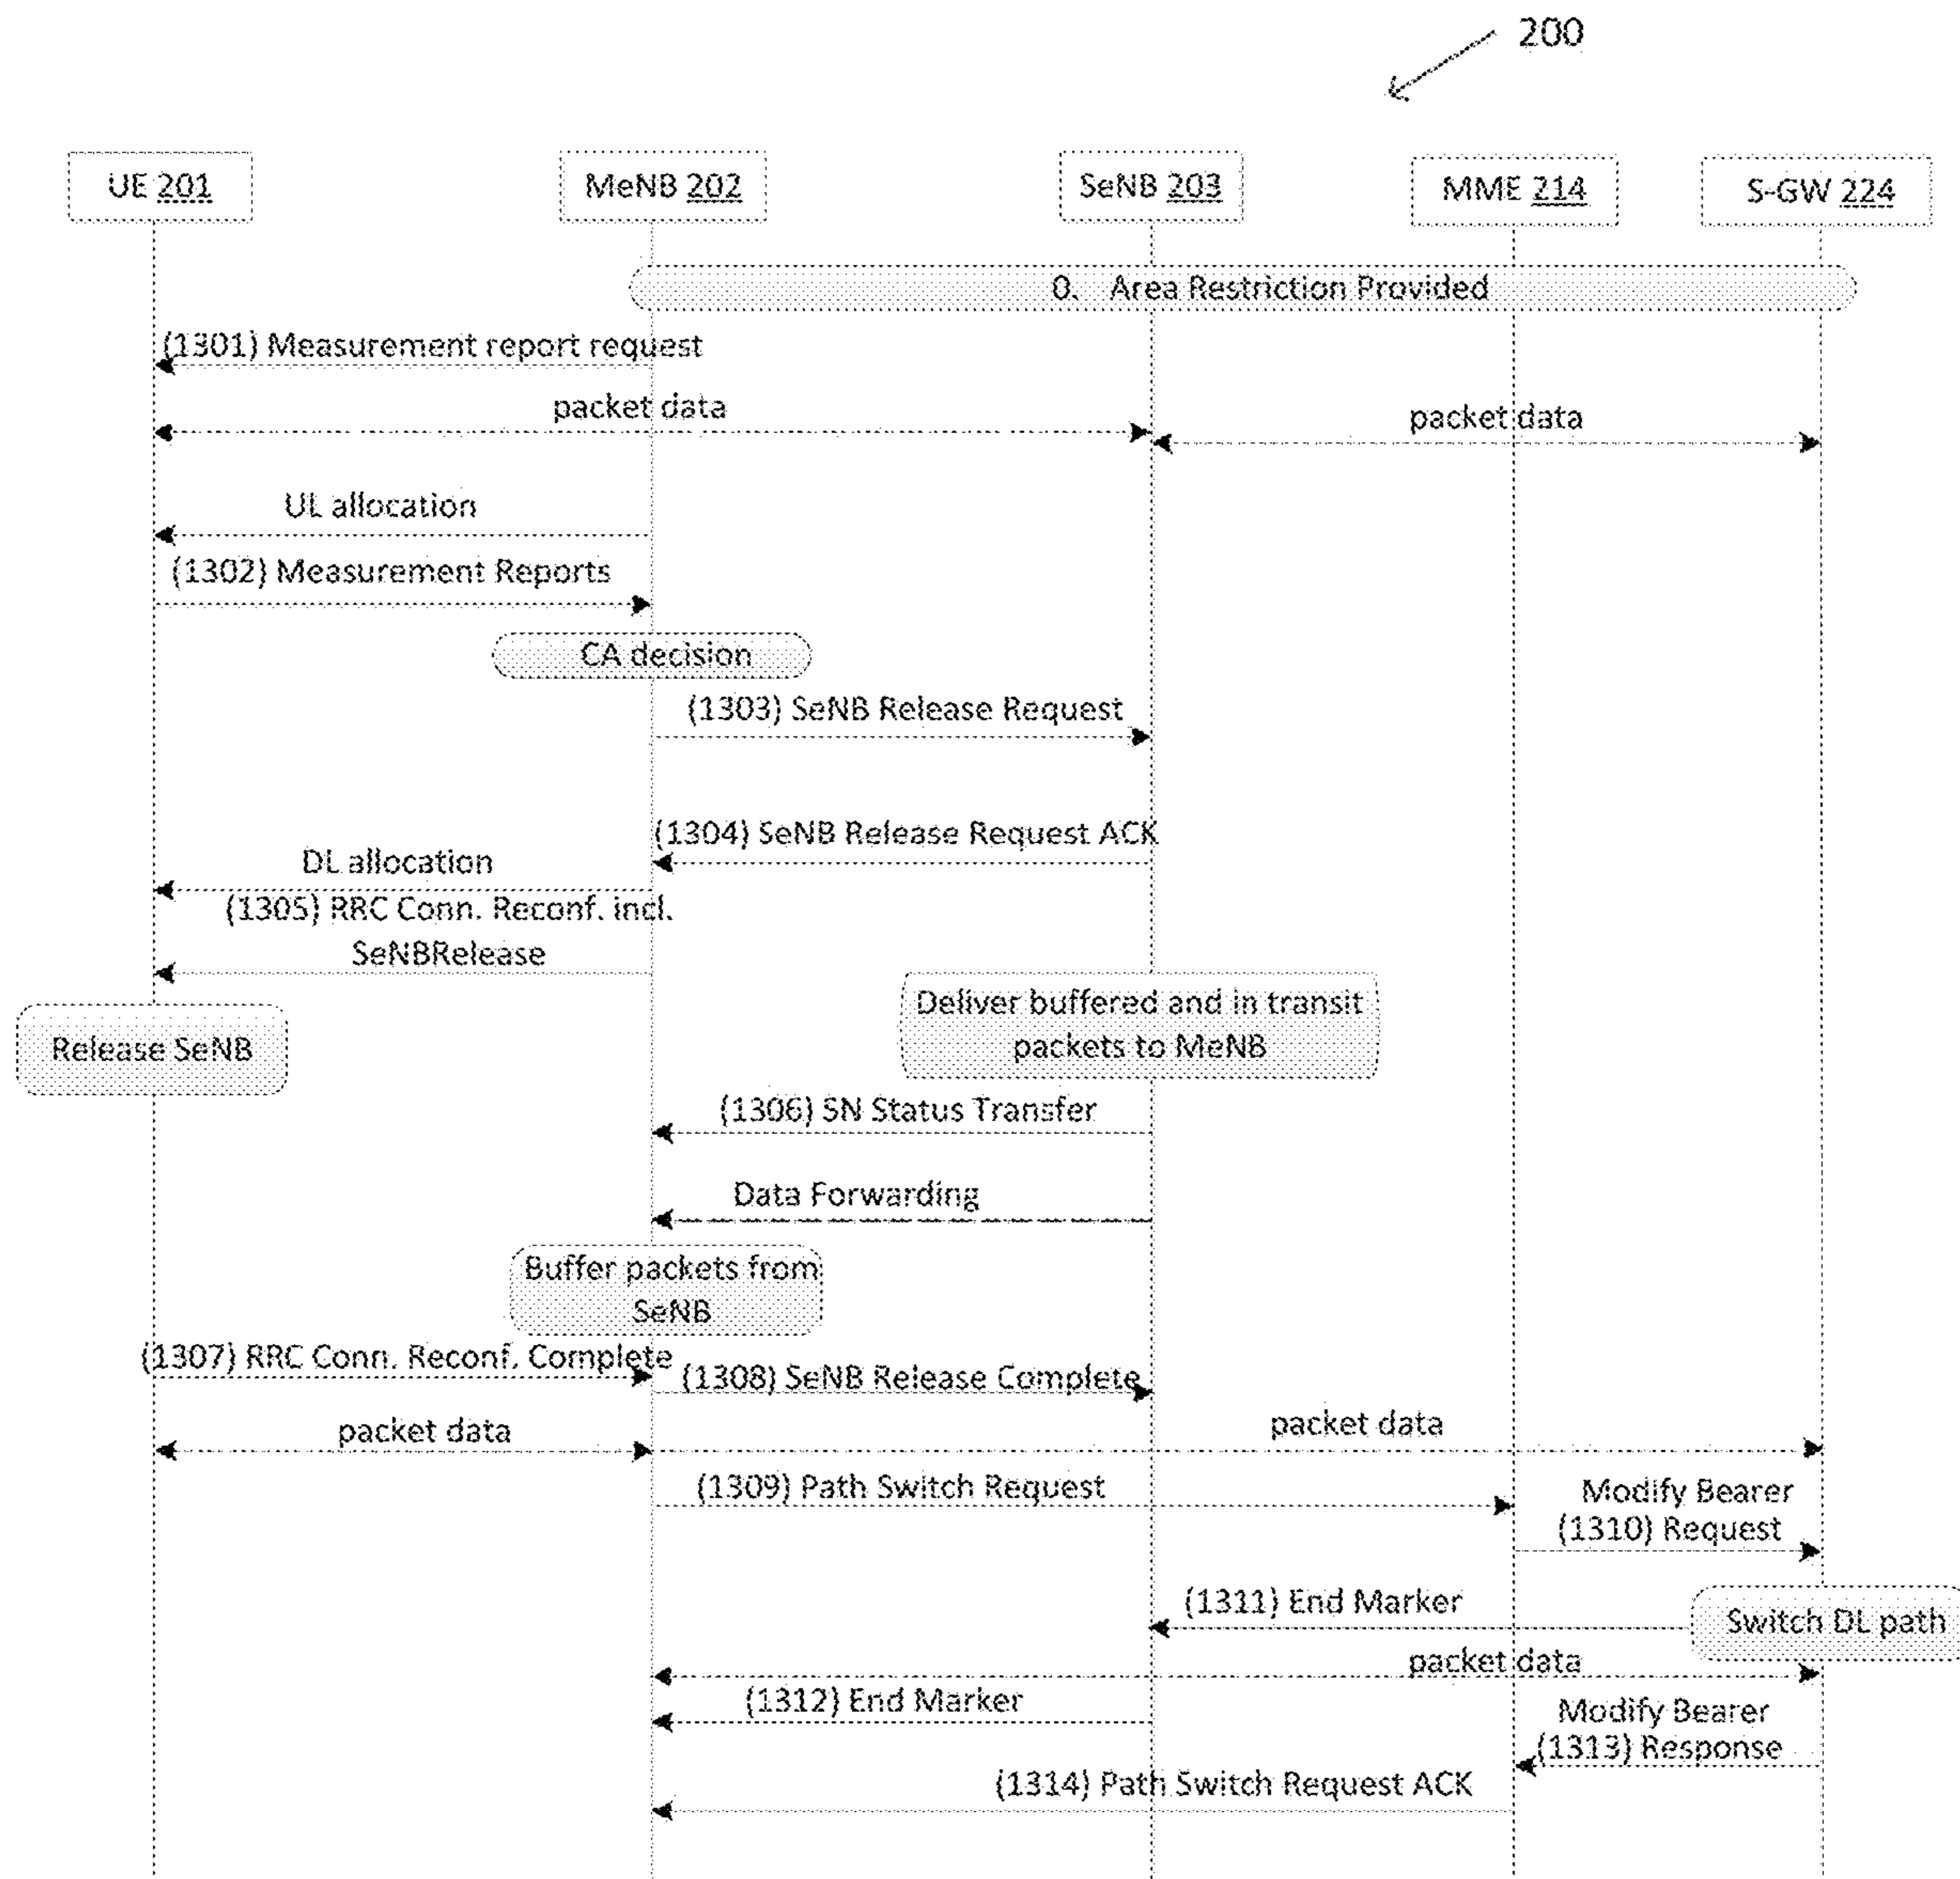 200
UE 201
MeNB 202
SeNB 203
MME 214
S-GW 224
0. Area Restriction Provided
(1301) Measurement report request
packet data
packet data
UL allocation
(1302) Measurement Reports
CA decision
(1303) SeNB Release Request
(1304) SeNB Release Request ACK
DL allocation
(1305) RRC Conn. Reconf. incl.
SeNBRelease
Deliver buffered and in transit
packets to MeNB
Release SeNB
(1306) SN Status Transfer
Data Forwarding
Buffer packets from
SeNB
(1307) RRC Conn. Reconf. Complete
(1308) SeNB Release Complete
packet data
packet data
(1309) Path Switch Request
Modify Bearer
(1310) Request
(1311) End Marker
Switch DL path
packet data
(1312) End Marker
Modify Bearer
(1313) Response
(1314) Path Switch Request ACK